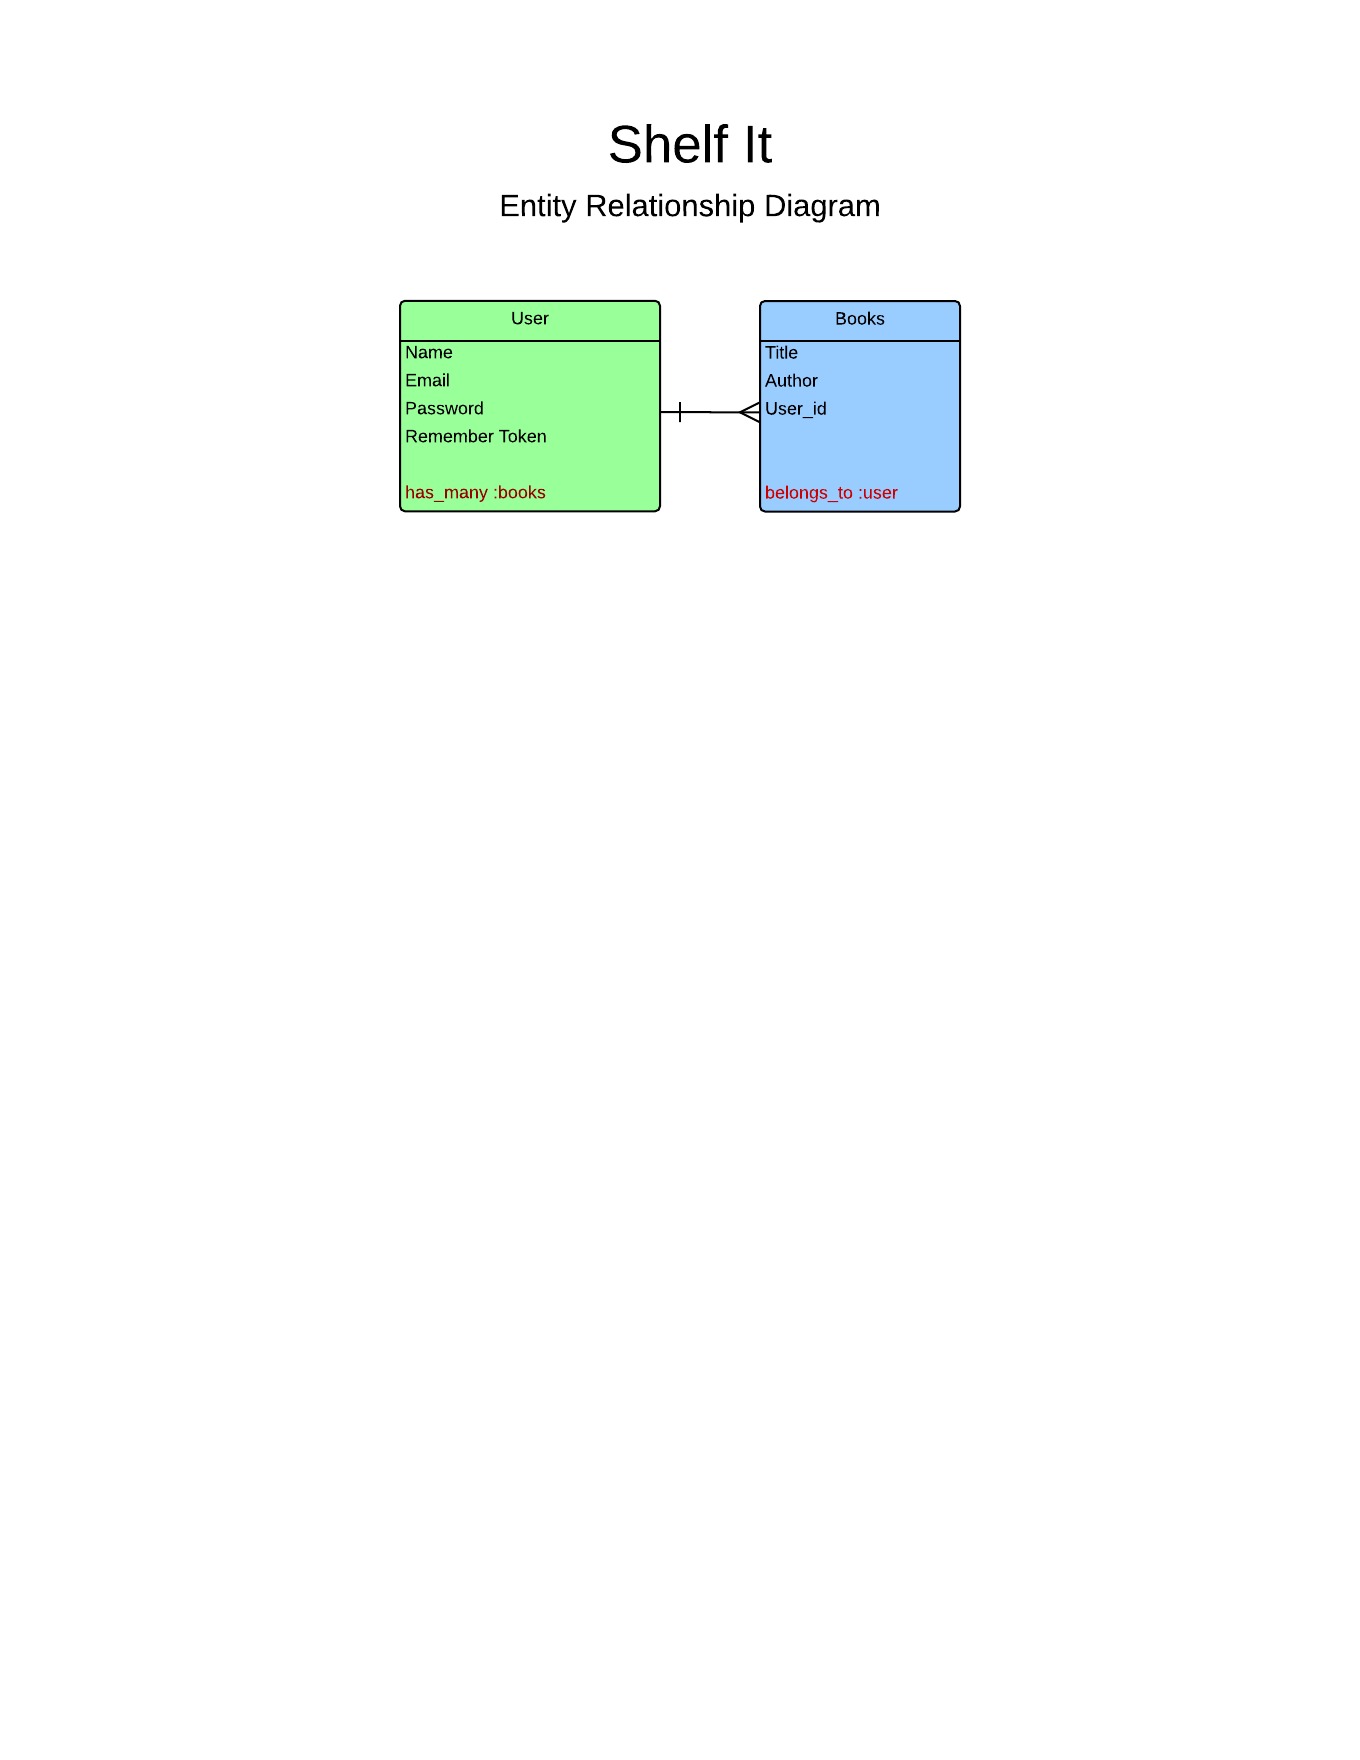 Shelf It
Entity Relationship Diagram
User
Name
Email
Password
Remember Token
has_many :books
Books
Title
Author
User_id
belongs_to :user